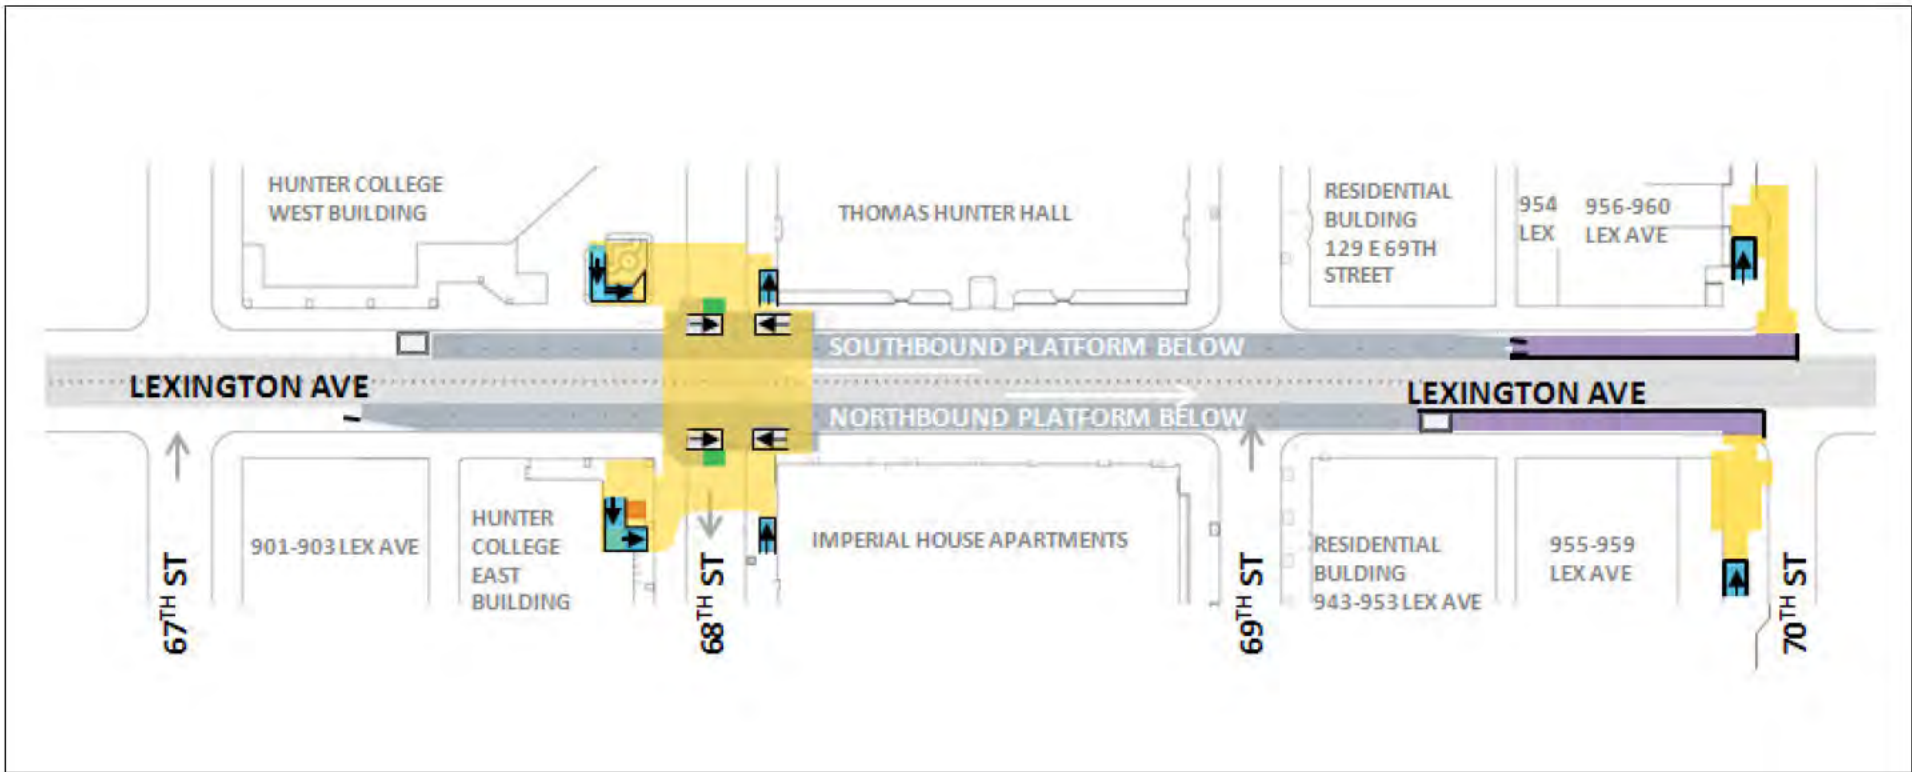 HUNTER COLLEGE
WEST BUILDING
THOMAS HUNTER HALL
RESIDENTIAL
BULDING
129 E 69TH
STREET
954
LEX
956-960
LEX AVE
SOUTHBOUND PLATFORM BELOW
LEXINGTON AVE
LEXINGTON AVE
NORTHBOUND PLATFORM BELOW
901-903 LEX AVE
HUNTER
COLLEGE
EAST
BUILDING
IMPERIAL HOUSE APARTMENTS
RESIDENTIAL
BULDING
943-953 LEX AVE
955-959
LEX AVE
67TH ST
68TH ST
69TH ST
70TH ST